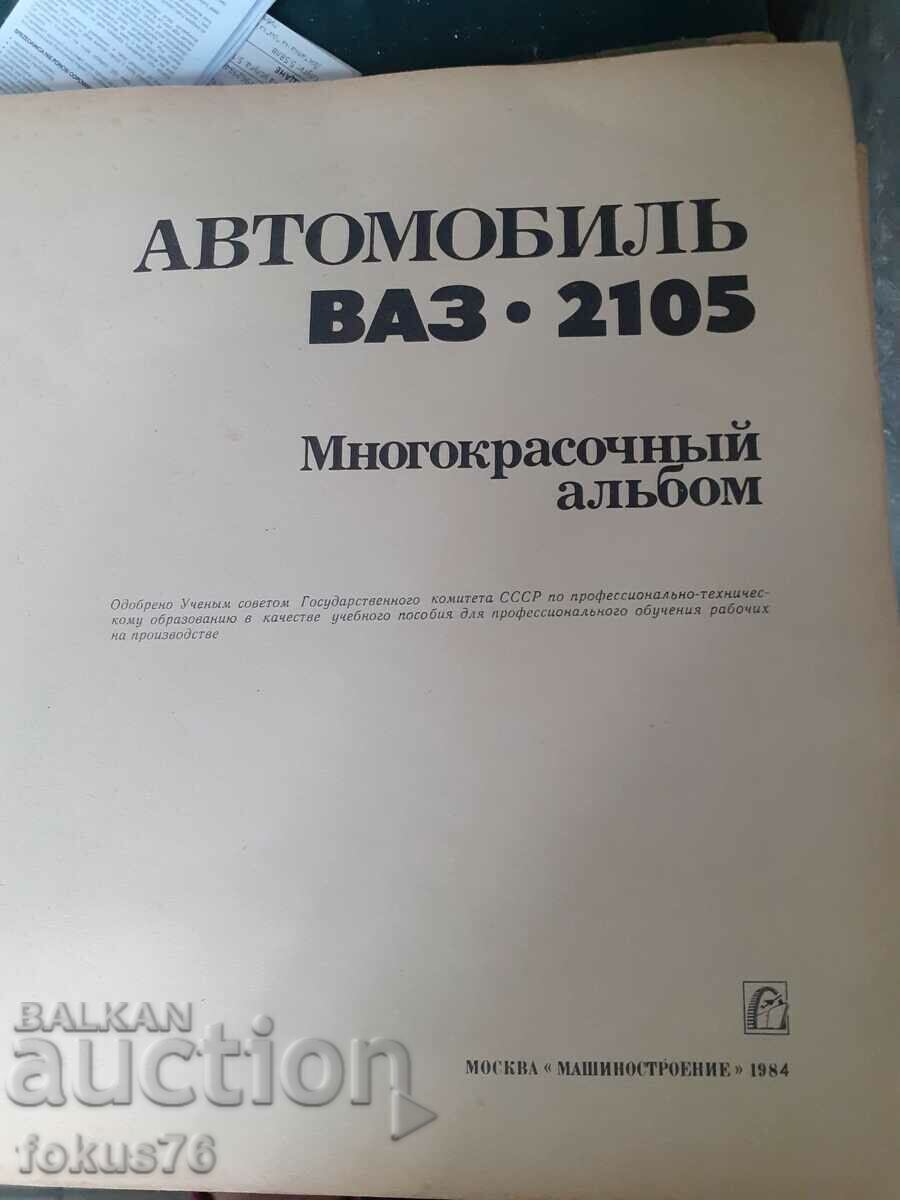 АВТОМОБИЛЬ
ВАЗ • 2105
Многокрасочный
альбом
Одобрено Ученым советом Государственного комитета СССР по профессионально-техничес-
кому образованию в качестве учебного пособия для профессионального обучения рабочих
на производстве
МОСКВА « МАШИНОСТРОЕНИЕ » 1984
BALKAN
auction
fokus76